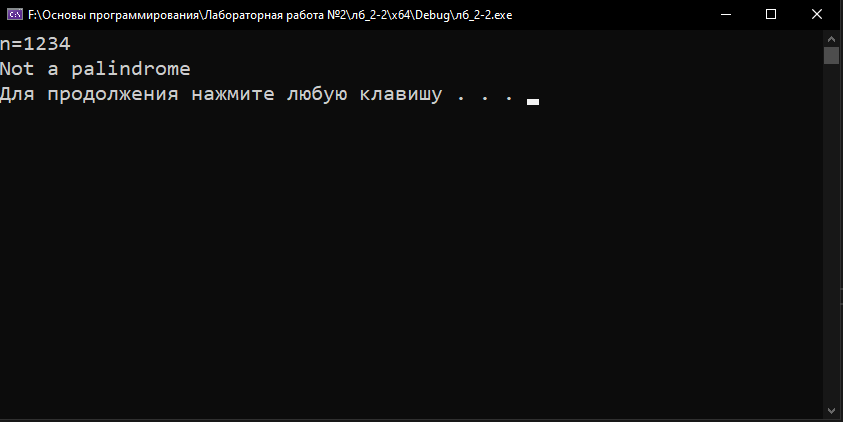 F:\Основы программирования\Лабораторная работа №2\лб_2-2\x64\Debug\лб_2-2.exe
n=1234
Not a palindrome
Для продолжения нажмите любую клавишу . . .